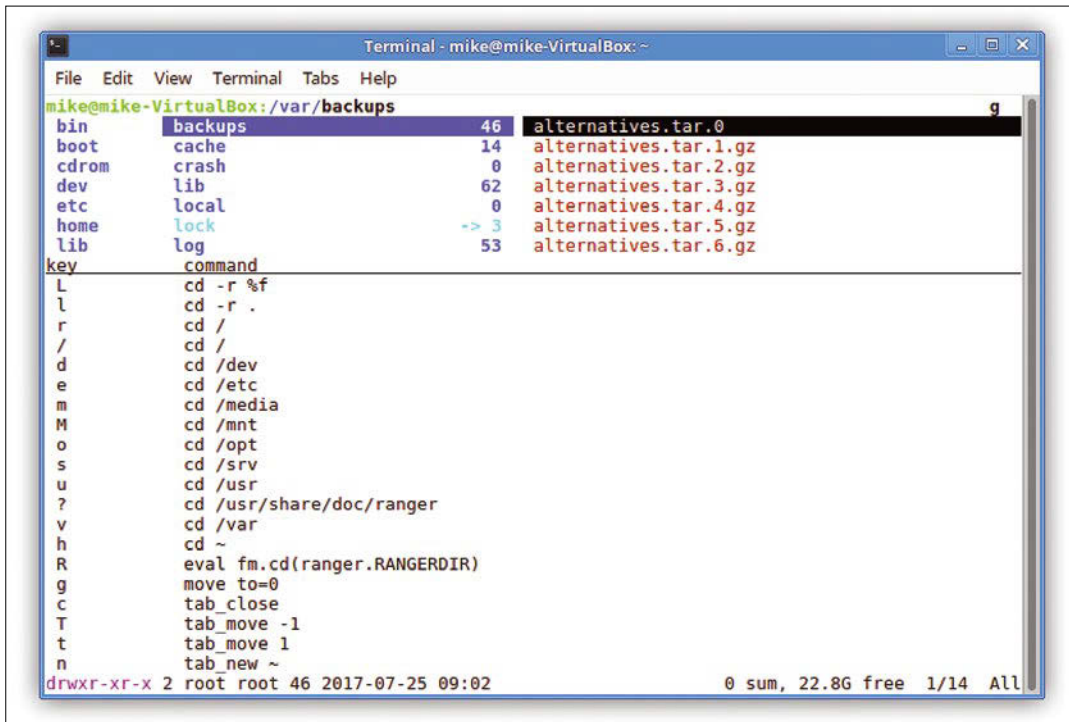 Terminal - mike@mike-VirtualBox: ~
File Edit View Terminal Tabs Help
mike@mike-VirtualBox:/var/backups g
bin backups 46 alternatives.tar.0
boot cache 14 alternatives.tar.1.gz
cdrom crash 0 alternatives.tar.2.gz
dev lib 62 alternatives.tar.3.gz
etc local 0 alternatives.tar.4.gz
home lock -> 3 alternatives.tar.5.gz
lib log 53 alternatives.tar.6.gz
key command
L cd -r %f
l cd -r .
r cd /
/ cd /
d cd /dev
e cd /etc
m cd /media
M cd /mnt
o cd /opt
s cd /srv
u cd /usr
? cd /usr/share/doc/ranger
v cd /var
h cd ~
R eval fm.cd(ranger.RANGERDIR)
g move to=0
c tab_close
T tab_move -1
t tab_move 1
n tab_new ~
drwxr-xr-x 2 root root 46 2017-07-25 09:02 0 sum, 22.8G free 1/14 All